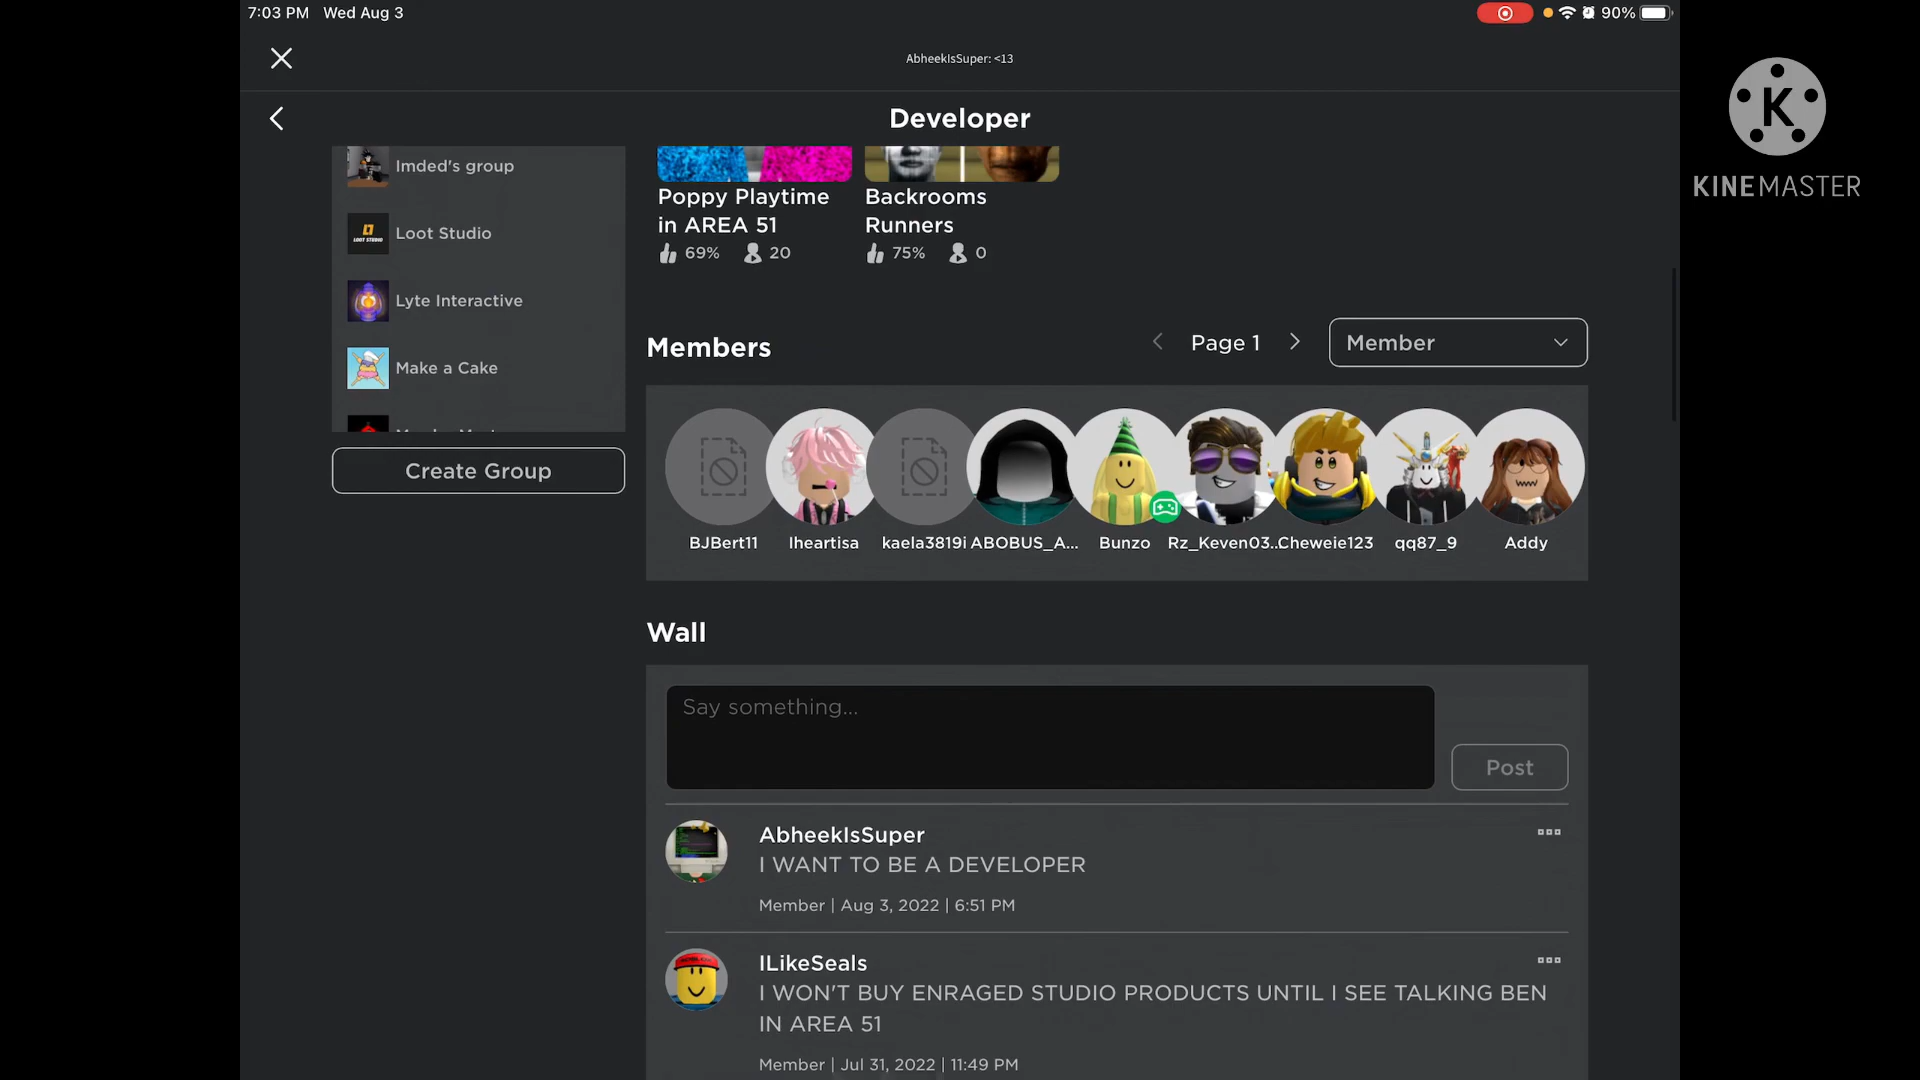 7:03 PM Wed Aug 3
90%
AbheekIsSuper: <13
Developer
K
KINEMASTER
Imded's group
LOOT STUDIO
Loot Studio
Lyte Interactive
Make a Cake
Create Group
Poppy Playtime
in AREA 51
69% 20
Backrooms
Runners
75% 0
Members
Page 1
Member
BJBert11
Iheartisa
kaela3819i
ABOBUS_A...
Bunzo
Rz_Keven03...
Cheweie123
qq87_9
Addy
Wall
Say something...
Post
AbheekIsSuper
I WANT TO BE A DEVELOPER
Member | Aug 3, 2022 | 6:51 PM
ILikeSeals
I WON'T BUY ENRAGED STUDIO PRODUCTS UNTIL I SEE TALKING BEN
IN AREA 51
Member | Jul 31, 2022 | 11:49 PM